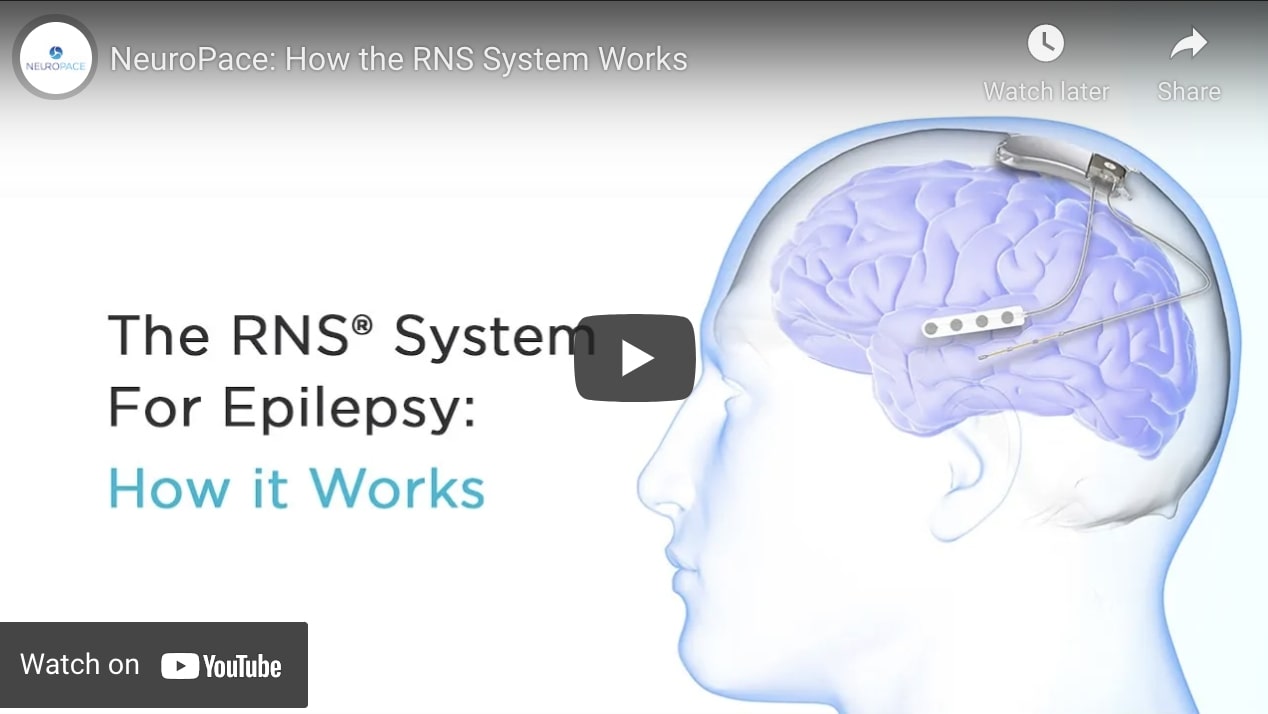 NEUROPACE
NeuroPace: How the RNS System Works
Watch later
Share
The RNS® System
For Epilepsy:
How it Works
Watch on YouTube